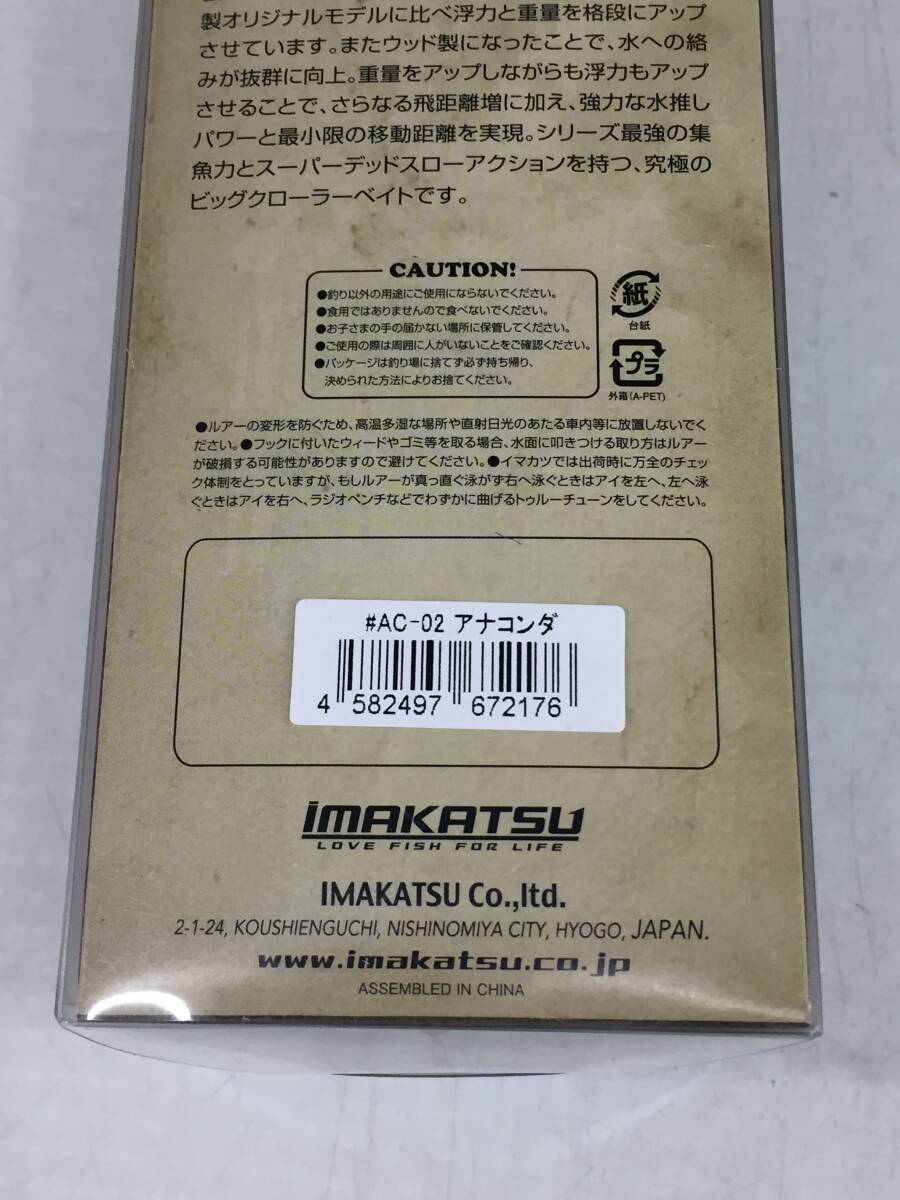 製オリジナルモデルに比べ浮力と重量を格段にアップ
させています。またウッド製になったことで、水への絡
みが抜群に向上。重量をアップしながらも浮力もアップ
させることで、さらなる飛距離増に加え、強力な水推し
パワーと最小限の移動距離を実現。シリーズ最強の集
魚力とスーパーデッドスローアクションを持つ、究極の
ビッグクローラーベイトです。
CAUTION!
●釣り以外の用途にご使用にならないでください。
●食用ではありませんので食べないでください。
●お子さまの手の届かない場所に保管してください。
●ご使用の際は周囲に人がいないことをご確認ください。
●パッケージは釣り場に捨てず必ず持ち帰り、
決められた方法によりお捨てください。
紙
台紙
プラ
外箱(A-PET)
●ルアーの変形を防ぐため、高温多湿な場所や直射日光のあたる車内等に放置しないでく
ださい。●フックに付いたウィードやゴミ等を取る場合、水面に叩きつける取り方はルアー
が破損する可能性がありますので避けてください。●イマカツでは出荷時に万全のチェッ
ク体制をとっていますが、もしルアーが真っ直ぐ泳がず右へ泳ぐときはアイを左へ、左へ泳
ぐときはアイを右へ、ラジオペンチなどでわずかに曲げるトゥルーチューンをしてください。
#AC-02 アナコンダ
4 582497 672176
imakatsu
LOVE FISH FOR LIFE
IMAKATSU Co.,ltd.
2-1-24, KOUSHIENGUCHI, NISHINOMIYA CITY, HYOGO, JAPAN.
www.imakatsu.co.jp
ASSEMBLED IN CHINA